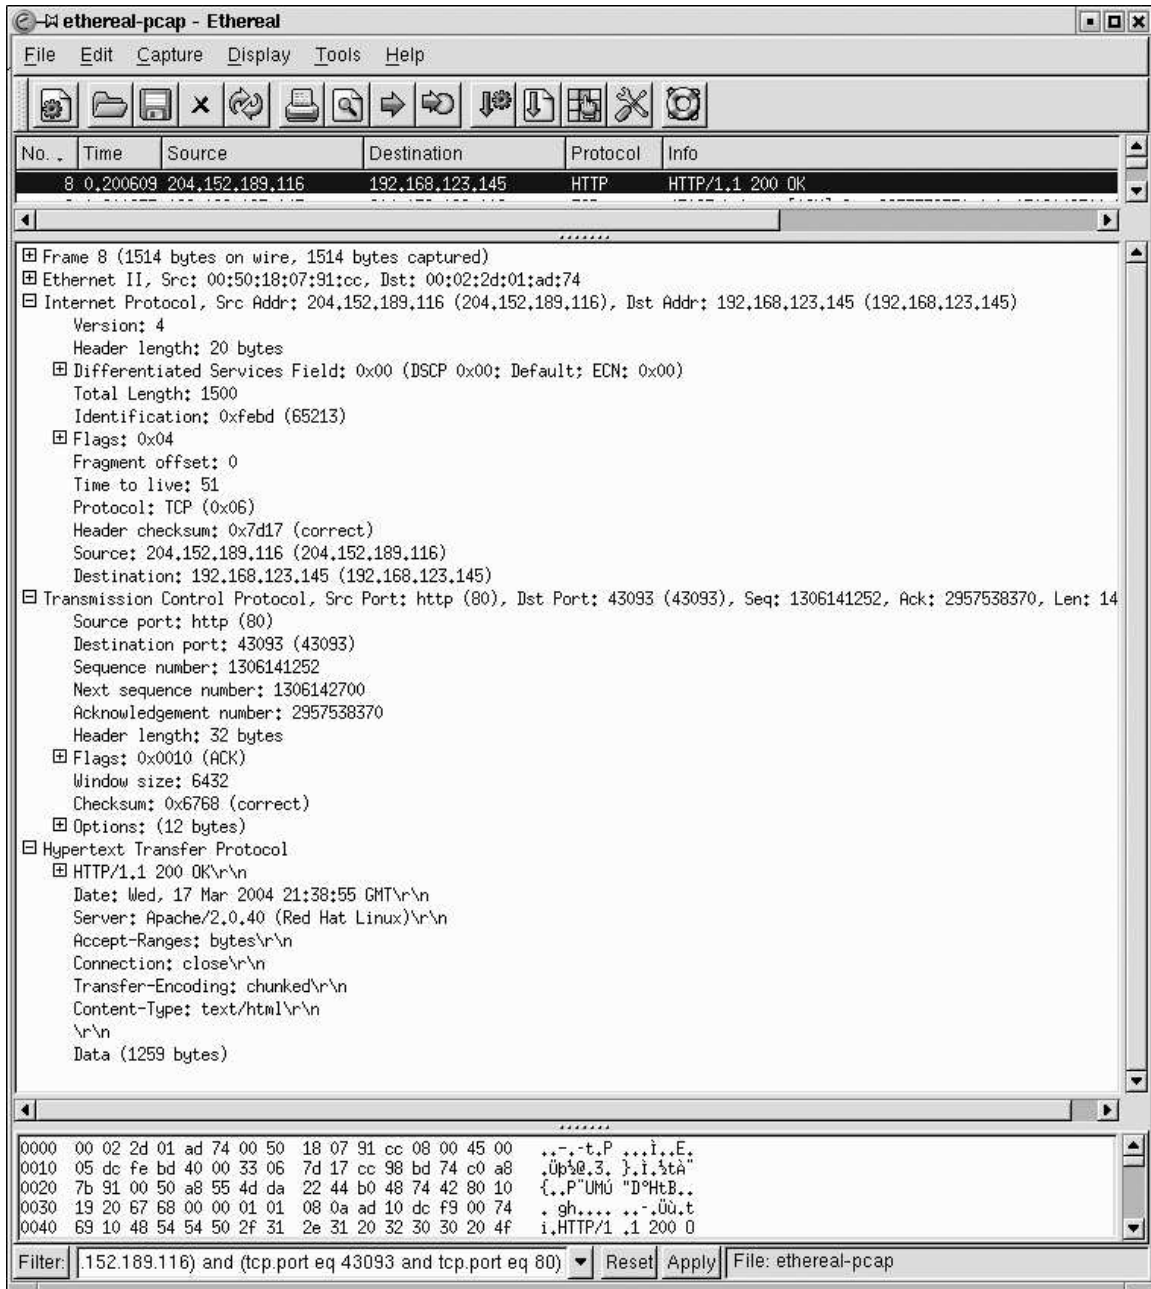 ethereal-pcap - Ethereal
File Edit Capture Display Tools Help
No. . Time Source Destination Protocol Info
8 0.200609 204.152.189.116 192.168.123.145 HTTP HTTP/1.1 200 OK
Frame 8 (1514 bytes on wire, 1514 bytes captured)
Ethernet II, Src: 00:50:18:07:91:cc, Dst: 00:02:2d:01:ad:74
Internet Protocol, Src Addr: 204.152.189.116 (204.152.189.116), Dst Addr: 192.168.123.145 (192.168.123.145)
Version: 4
Header length: 20 bytes
Differentiated Services Field: 0x00 (DSCP 0x00: Default; ECN: 0x00)
Total Length: 1500
Identification: 0xfebd (65213)
Flags: 0x04
Fragment offset: 0
Time to live: 51
Protocol: TCP (0x06)
Header checksum: 0x7d17 (correct)
Source: 204.152.189.116 (204.152.189.116)
Destination: 192.168.123.145 (192.168.123.145)
Transmission Control Protocol, Src Port: http (80), Dst Port: 43093 (43093), Seq: 1306141252, Ack: 2957538370, Len: 14
Source port: http (80)
Destination port: 43093 (43093)
Sequence number: 1306141252
Next sequence number: 1306142700
Acknowledgement number: 2957538370
Header length: 32 bytes
Flags: 0x0010 (ACK)
Window size: 6432
Checksum: 0x6768 (correct)
Options: (12 bytes)
Hypertext Transfer Protocol
HTTP/1.1 200 OK\r\n
Date: Wed, 17 Mar 2004 21:38:55 GMT\r\n
Server: Apache/2.0.40 (Red Hat Linux)\r\n
Accept-Ranges: bytes\r\n
Connection: close\r\n
Transfer-Encoding: chunked\r\n
Content-Type: text/html\r\n
\r\n
Data (1259 bytes)
0000 00 02 2d 01 ad 74 00 50 18 07 91 cc 08 00 45 00 ..-.-t.P ...Ì..E.
0010 05 dc fe bd 40 00 33 06 7d 17 cc 98 bd 74 c0 a8 .Üþ½@.3. }.Ì.½tÀ¨
0020 7b 91 00 50 a8 55 4d da 22 44 b0 48 74 42 80 10 {..P¨UMÚ "D°HtB..
0030 19 20 67 68 00 00 01 01 08 0a ad 10 dc f9 00 74 . gh.... ..-.Üù.t
0040 69 10 48 54 54 50 2f 31 2e 31 20 32 30 30 20 4f i.HTTP/1 .1 200 O
Filter: .152.189.116) and (tcp.port eq 43093 and tcp.port eq 80) Reset Apply File: ethereal-pcap